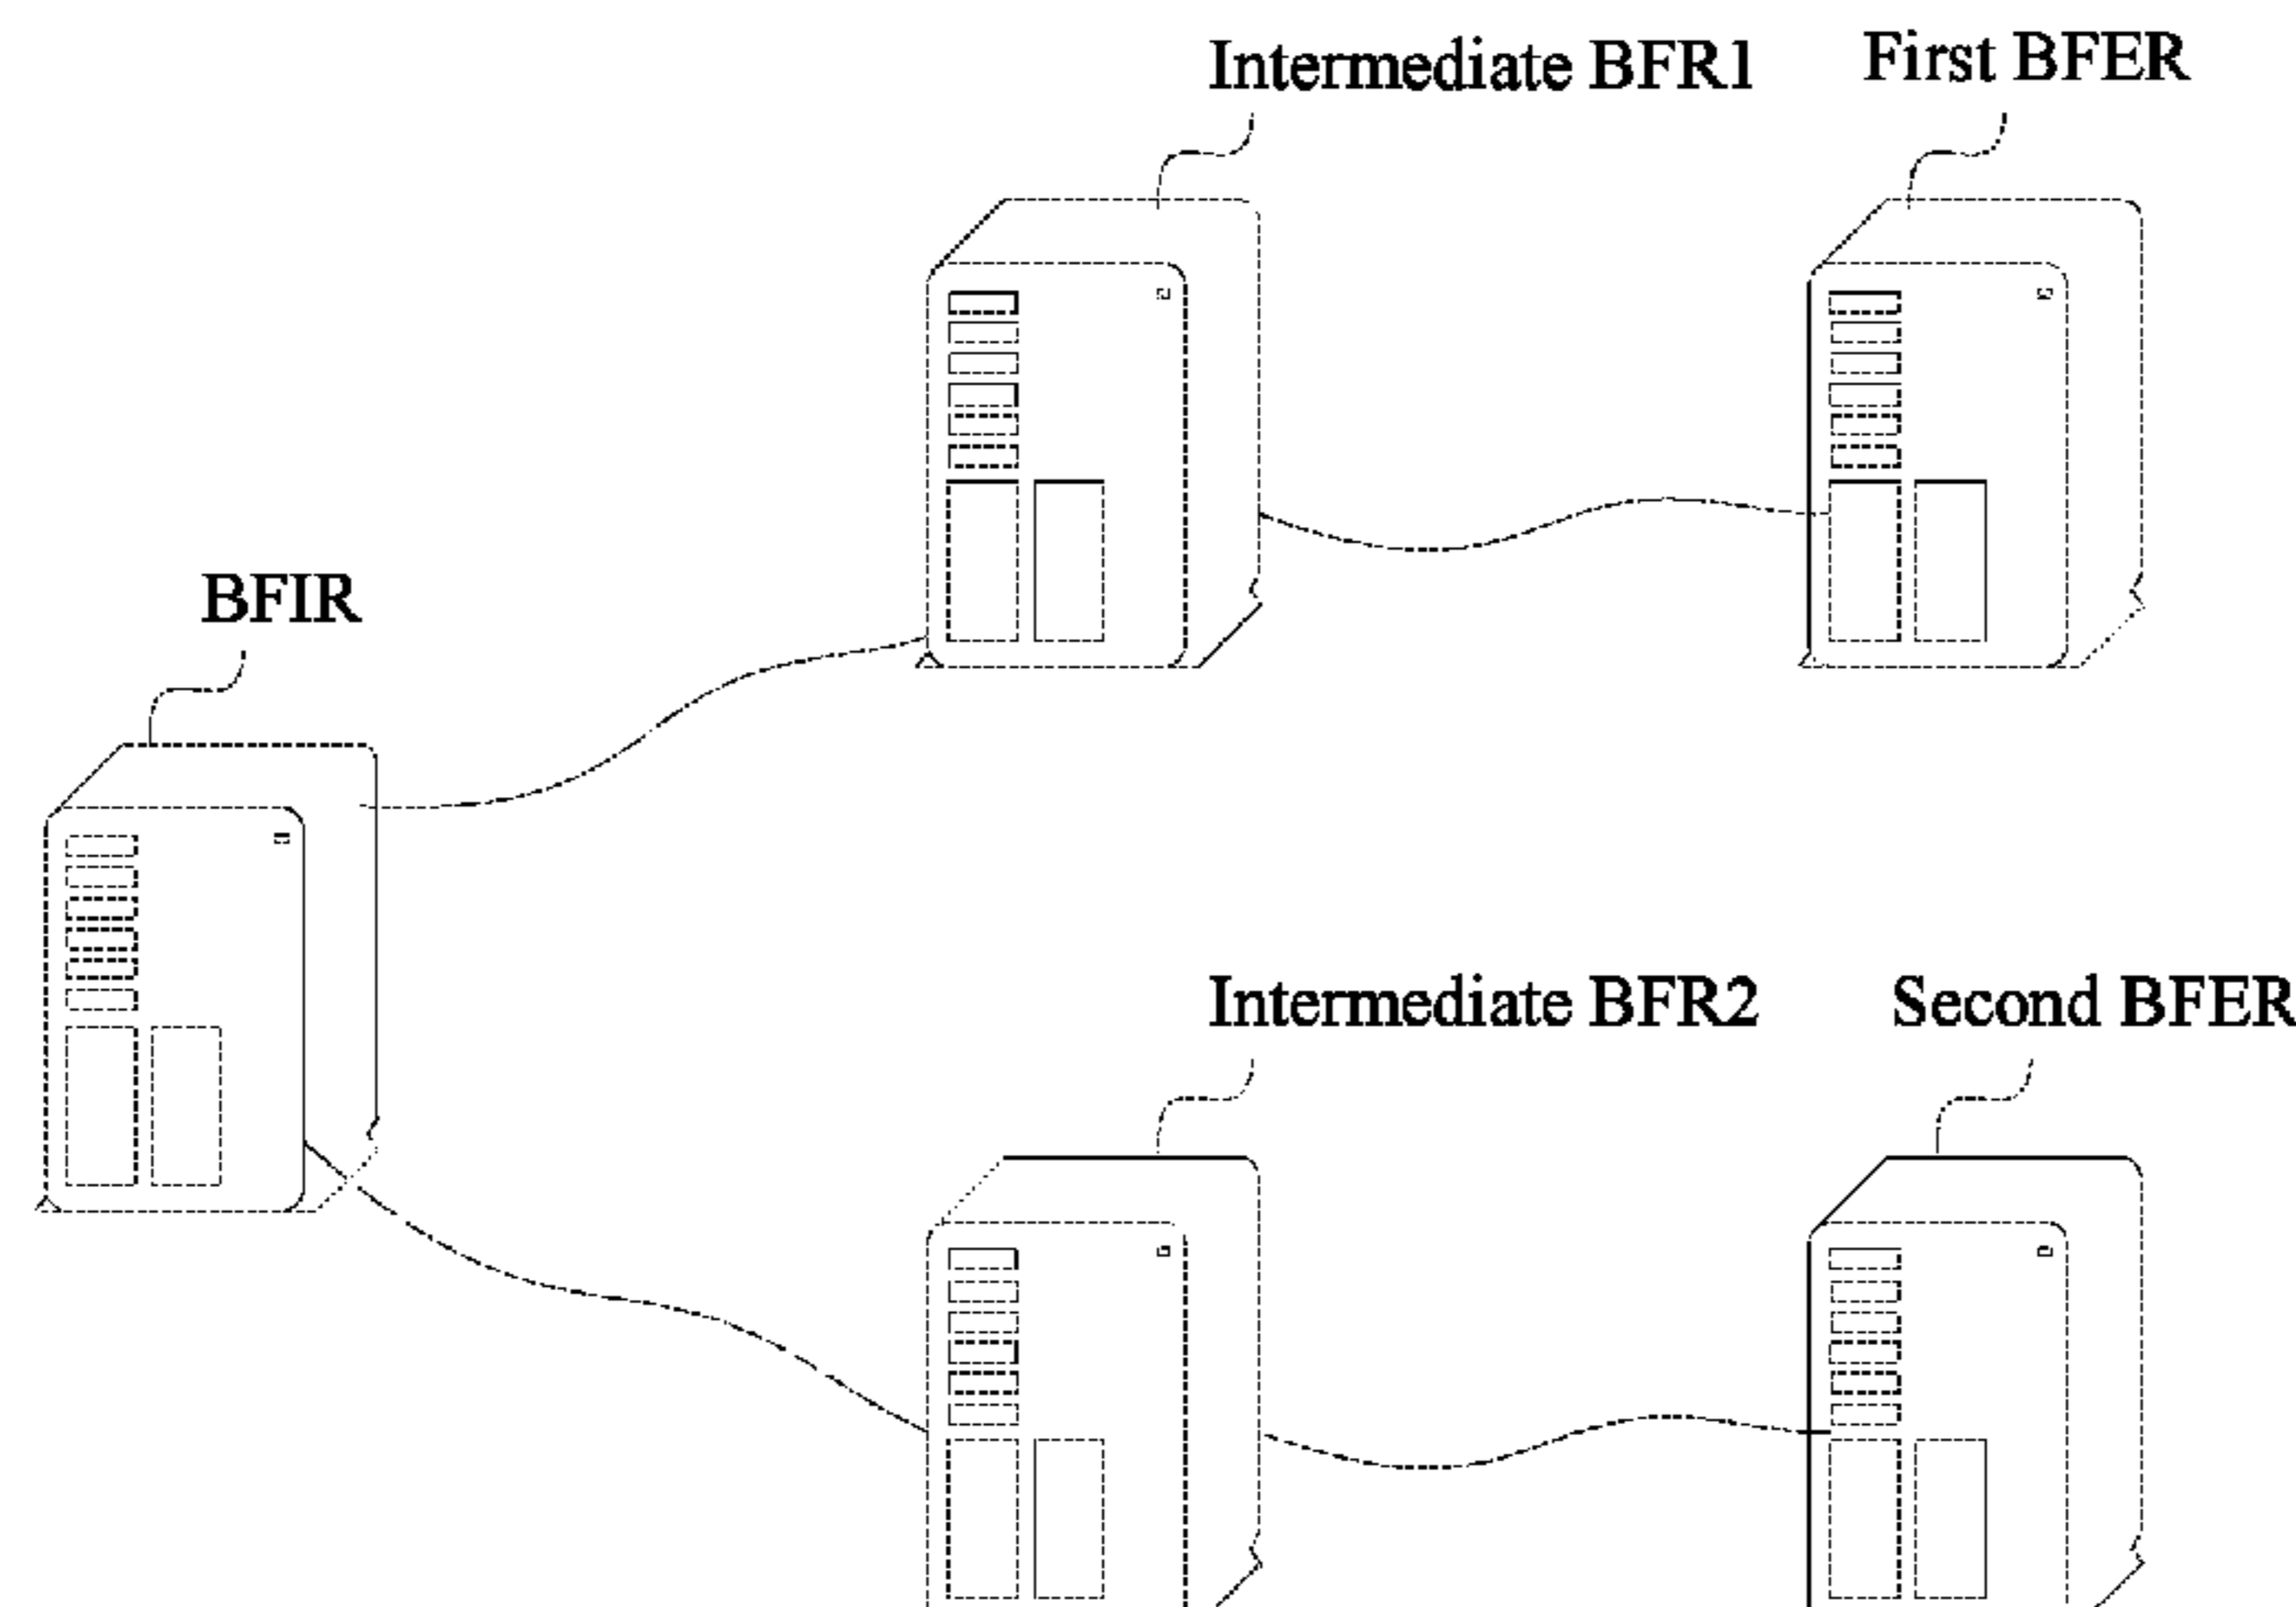 Intermediate BFR1
First BFER
BFIR
Intermediate BFR2
Second BFER